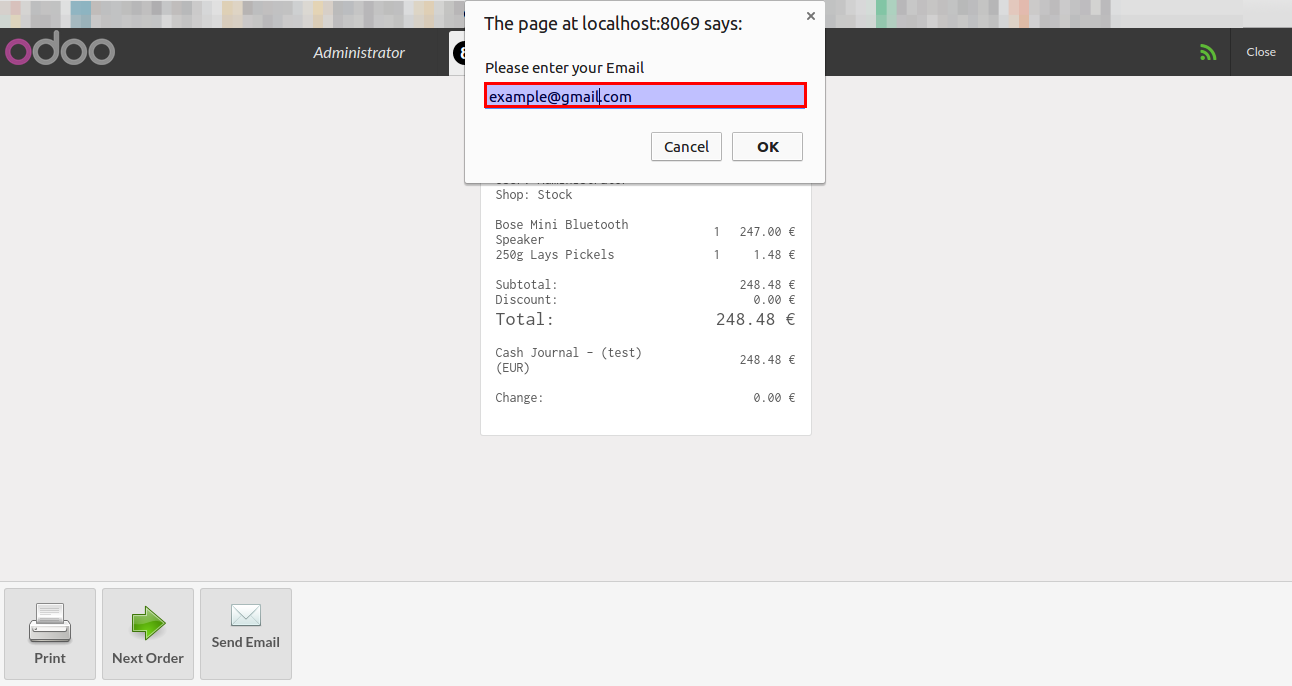 The page at localhost:8069 says:
Please enter your Email
example@gmail.com
Cancel OK
odoo
Administrator
Close
Shop: Stock
Bose Mini Bluetooth
Speaker
1 247.00 €
250g Lays Pickels 1 1.48 €
Subtotal: 248.48 €
Discount: 0.00 €
Total: 248.48 €
Cash Journal - (test)
(EUR)
248.48 €
Change: 0.00 €
Print
Next Order
Send Email